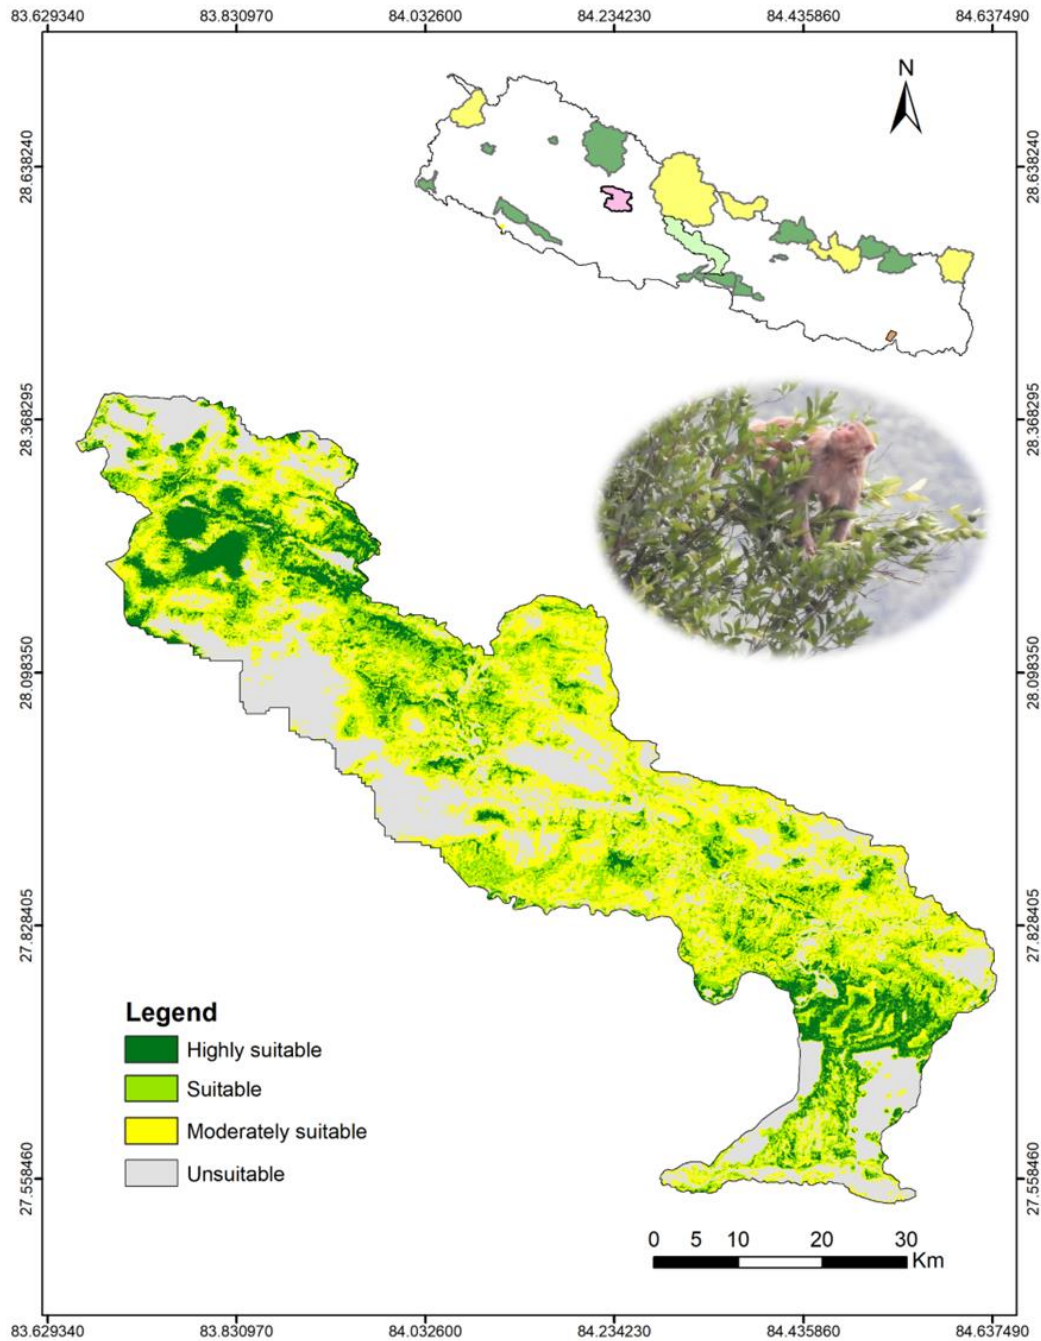 83.629340 83.830970 84.032600 84.234230 84.435860 84.637490
N
28.638240 28.638240
28.368295 28.368295
28.098350 28.098350
27.828405 27.828405
Legend
Highly suitable
Suitable
Moderately suitable
Unsuitable
27.558460 27.558460
0 5 10 20 30
Km
83.629340 83.830970 84.032600 84.234230 84.435860 84.637490